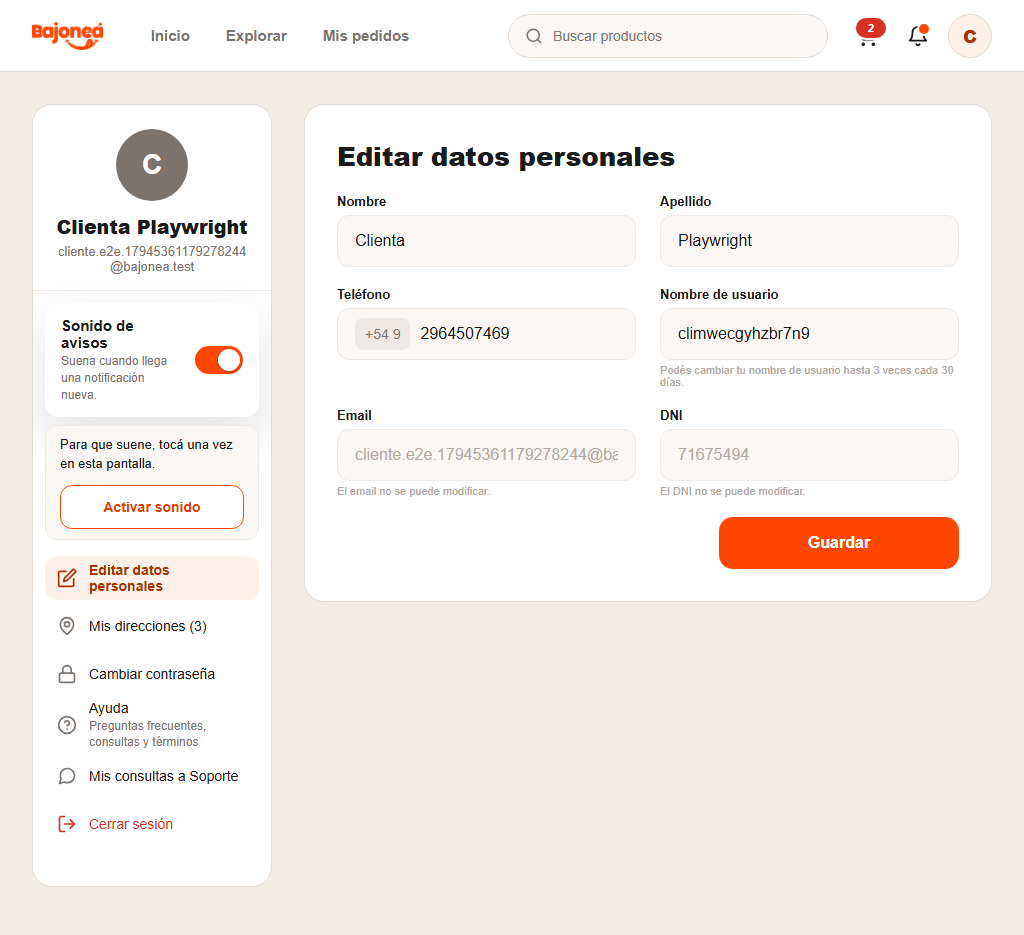 Bajoneá
Inicio
Explorar
Mis pedidos
Buscar productos
2
C
C
Clienta Playwright
cliente.e2e.17945361179278244
@bajonea.test
Sonido de
avisos
Suena cuando llega
una notificación
nueva.
Para que suene, tocá una vez
en esta pantalla.
Activar sonido
Editar datos
personales
Mis direcciones (3)
Cambiar contraseña
Ayuda
Preguntas frecuentes,
consultas y términos
Mis consultas a Soporte
Cerrar sesión
Editar datos personales
Nombre
Apellido
Clienta
Playwright
Teléfono
Nombre de usuario
+54 9 2964507469
climwecgyhzbr7n9
Podés cambiar tu nombre de usuario hasta 3 veces cada 30
días.
Email
DNI
cliente.e2e.17945361179278244@ba
71675494
El email no se puede modificar.
El DNI no se puede modificar.
Guardar